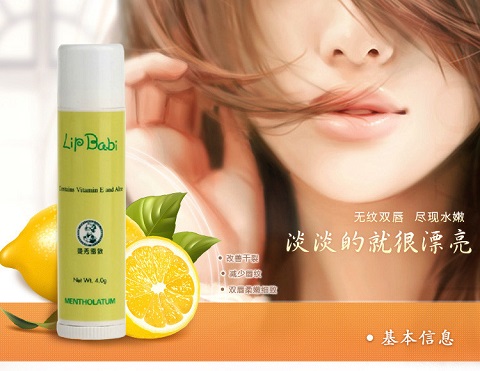 Lip Babi
Contains Vitamin E and Aloe
曼秀雷敦
Net Wt. 4.0g
MENTHOLATUM
无纹双唇 尽现水嫩
淡淡的就很漂亮
• 改善干裂
• 减少唇纹
• 双唇柔嫩细致
• 基本信息